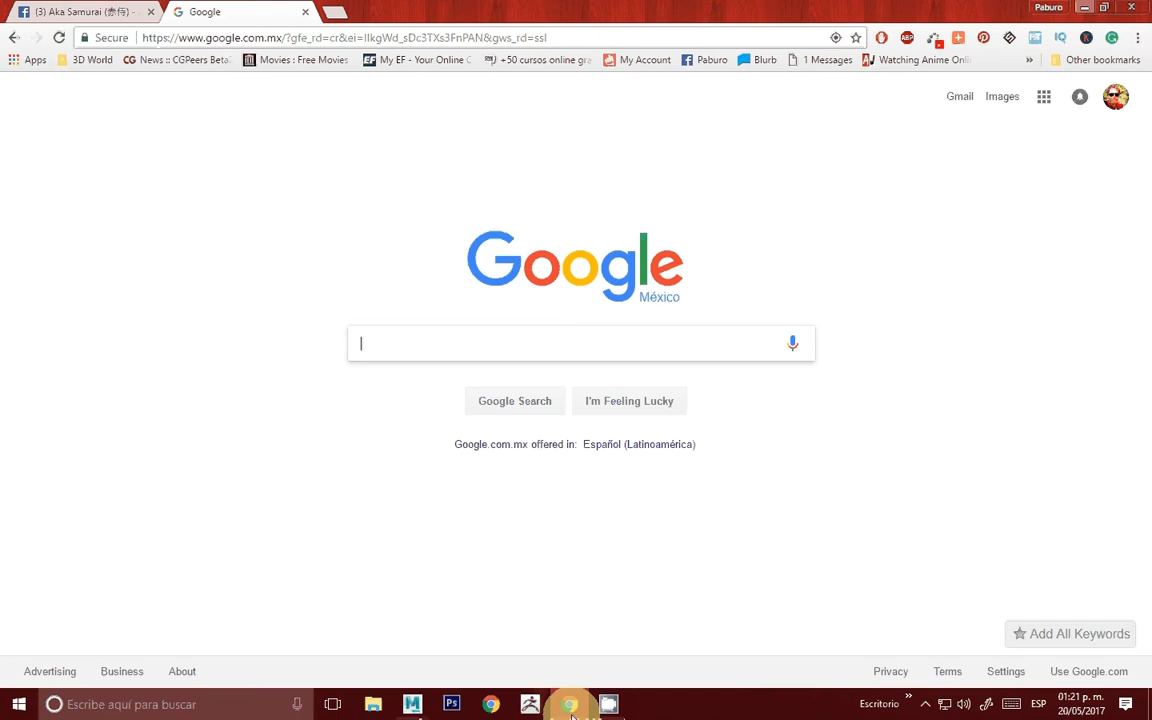 (3) Aka Samurai (赤侍) - Google Paburo
Secure https://www.google.com.mx/?gfe_rd=cr&ei=
Apps 3D World News :: CGPeers Beta Movies : Free Movies My EF - Your Online +50 cursos online gra My Account Paburo Blurb 1 Messages Watching Anime Onli » Other bookmarks
Gmail Images
Google
México
Google Search I'm Feeling Lucky
Google.com.mx offered in: Español (Latinoamérica)
Add All Keywords
Advertising Business About Privacy Terms Settings Use Google.com
Escribe aquí para buscar Escritorio » ESP 01:21 p. m.
20/05/2017